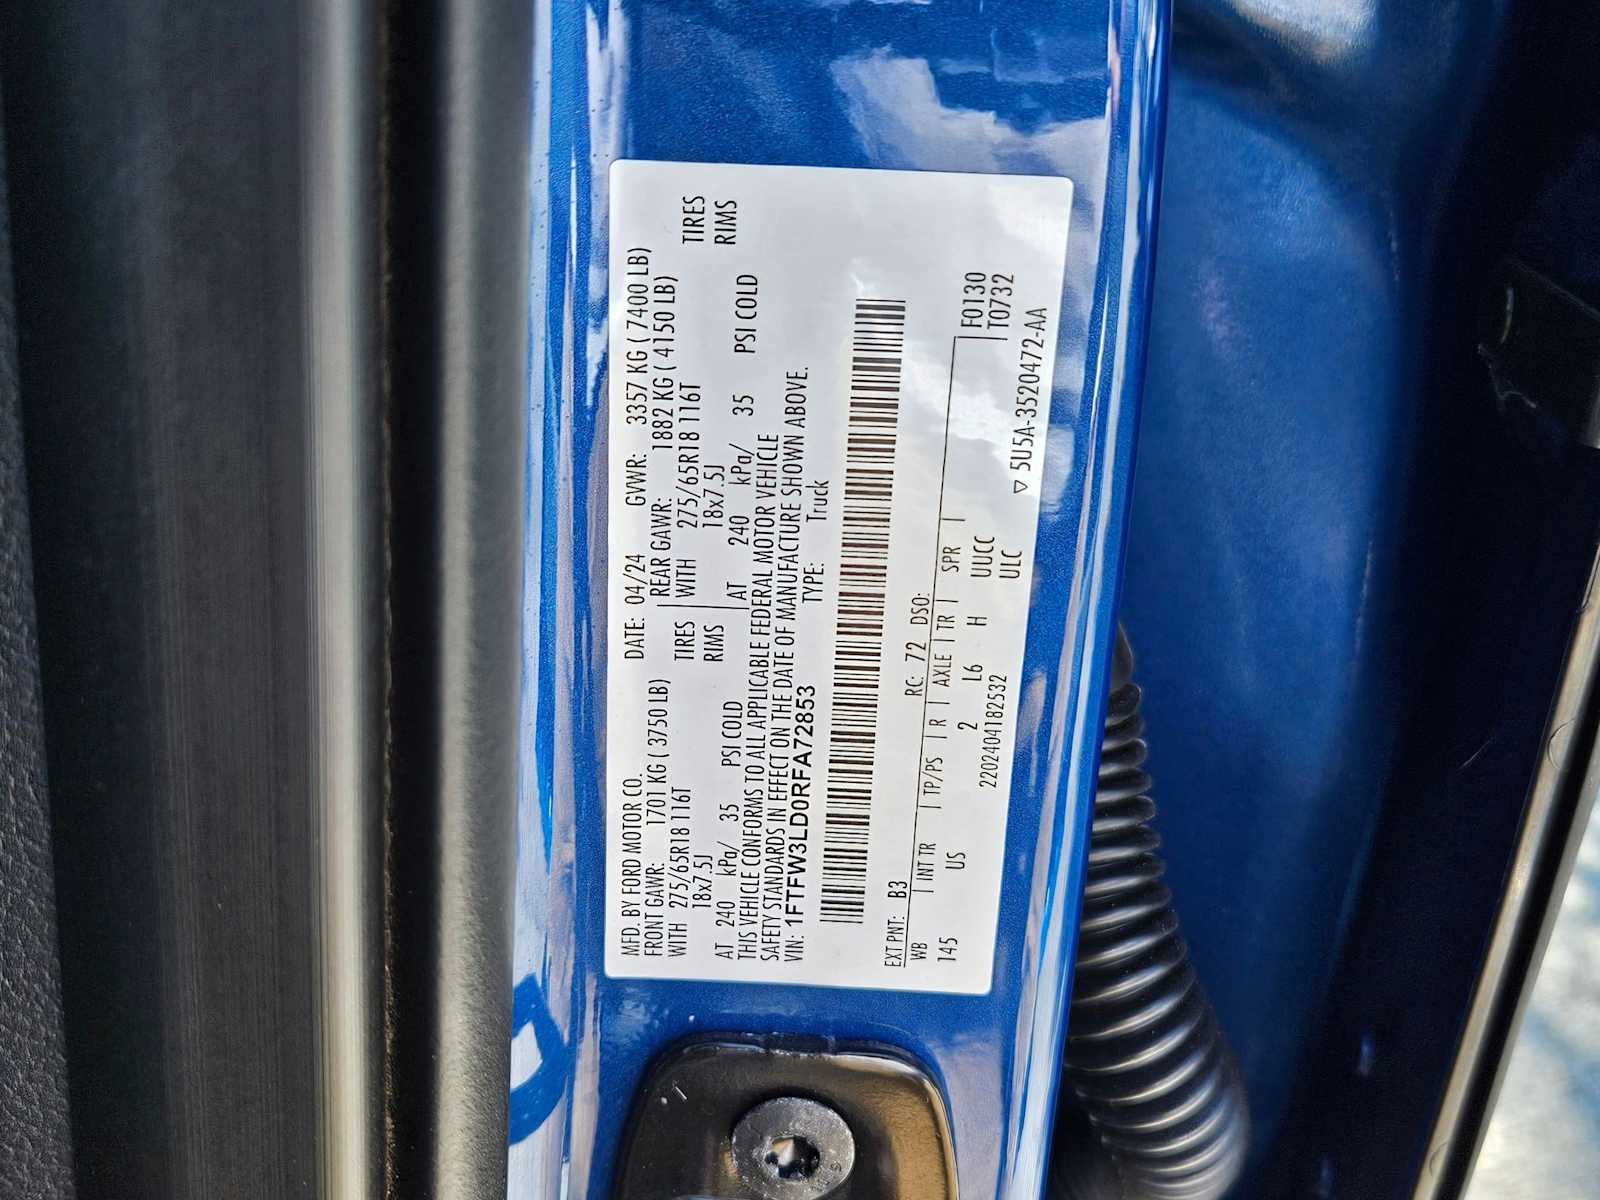 MFD. BY FORD MOTOR CO. DATE: 04/24 GVWR: 3357 KG ( 7400 LB)
FRONT GAWR: 1701 KG ( 3750 LB) REAR GAWR: 1882 KG ( 4150 LB)
WITH 275/65R18 116T TIRES WITH 275/65R18 116T TIRES
18x7.5J RIMS 18x7.5J RIMS
AT 240 kPa/ 35 PSI COLD AT 240 kPa/ 35 PSI COLD
THIS VEHICLE CONFORMS TO ALL APPLICABLE FEDERAL MOTOR VEHICLE
SAFETY STANDARDS IN EFFECT ON THE DATE OF MANUFACTURE SHOWN ABOVE.
VIN: 1FTFW3LD0RFA72853 TYPE: Truck
EXT PNT: B3 RC: 72 DSO: F0130
WB INT TR TP/PS R AXLE TR SPR T0732
145 US 2 L6 H UUCC
2202404182532 ULC
▽ 5U5A-3520472-AA